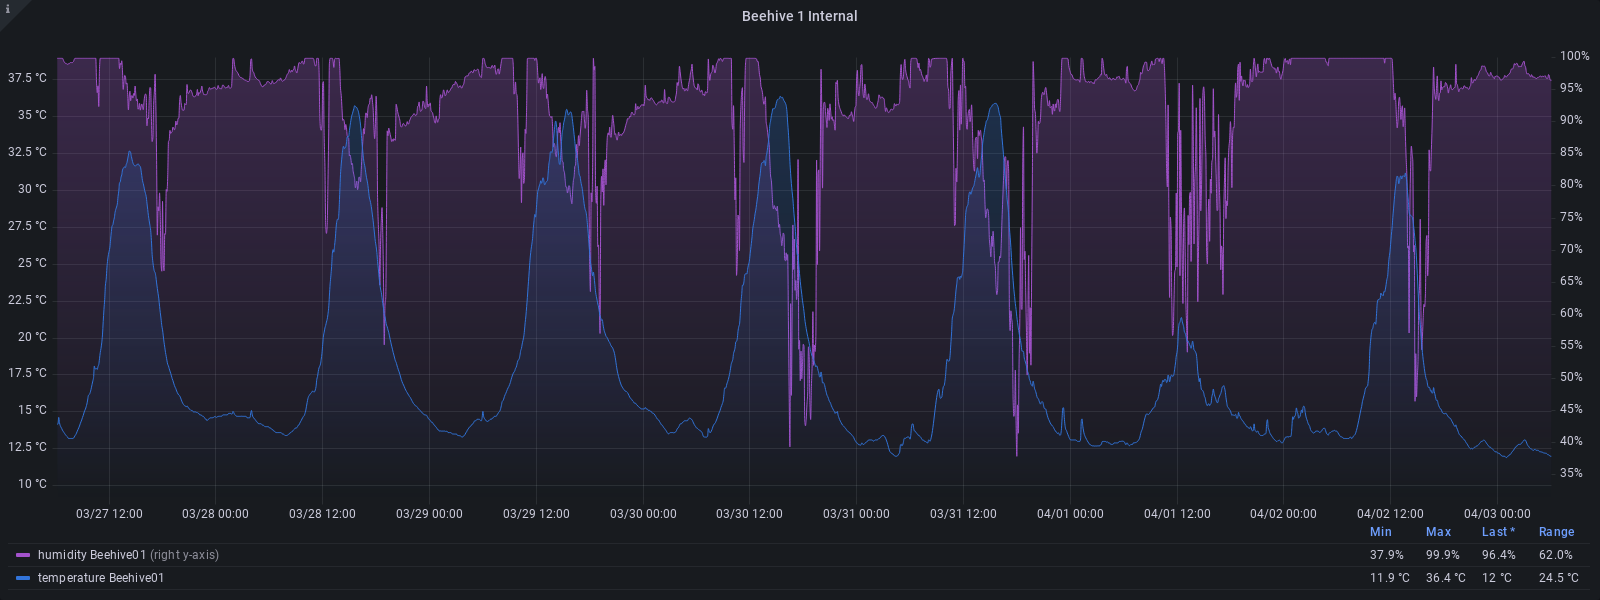 i
Beehive 1 Internal
37.5 °C
35 °C
32.5 °C
30 °C
27.5 °C
25 °C
22.5 °C
20 °C
17.5 °C
15 °C
12.5 °C
10 °C
100%
95%
90%
85%
80%
75%
70%
65%
60%
55%
50%
45%
40%
35%
03/27 12:00 03/28 00:00 03/28 12:00 03/29 00:00 03/29 12:00 03/30 00:00 03/30 12:00 03/31 00:00 03/31 12:00 04/01 00:00 04/01 12:00 04/02 00:00 04/02 12:00 04/03 00:00
Min Max Last * Range
humidity Beehive01 (right y-axis) 37.9% 99.9% 96.4% 62.0%
temperature Beehive01 11.9 °C 36.4 °C 12 °C 24.5 °C